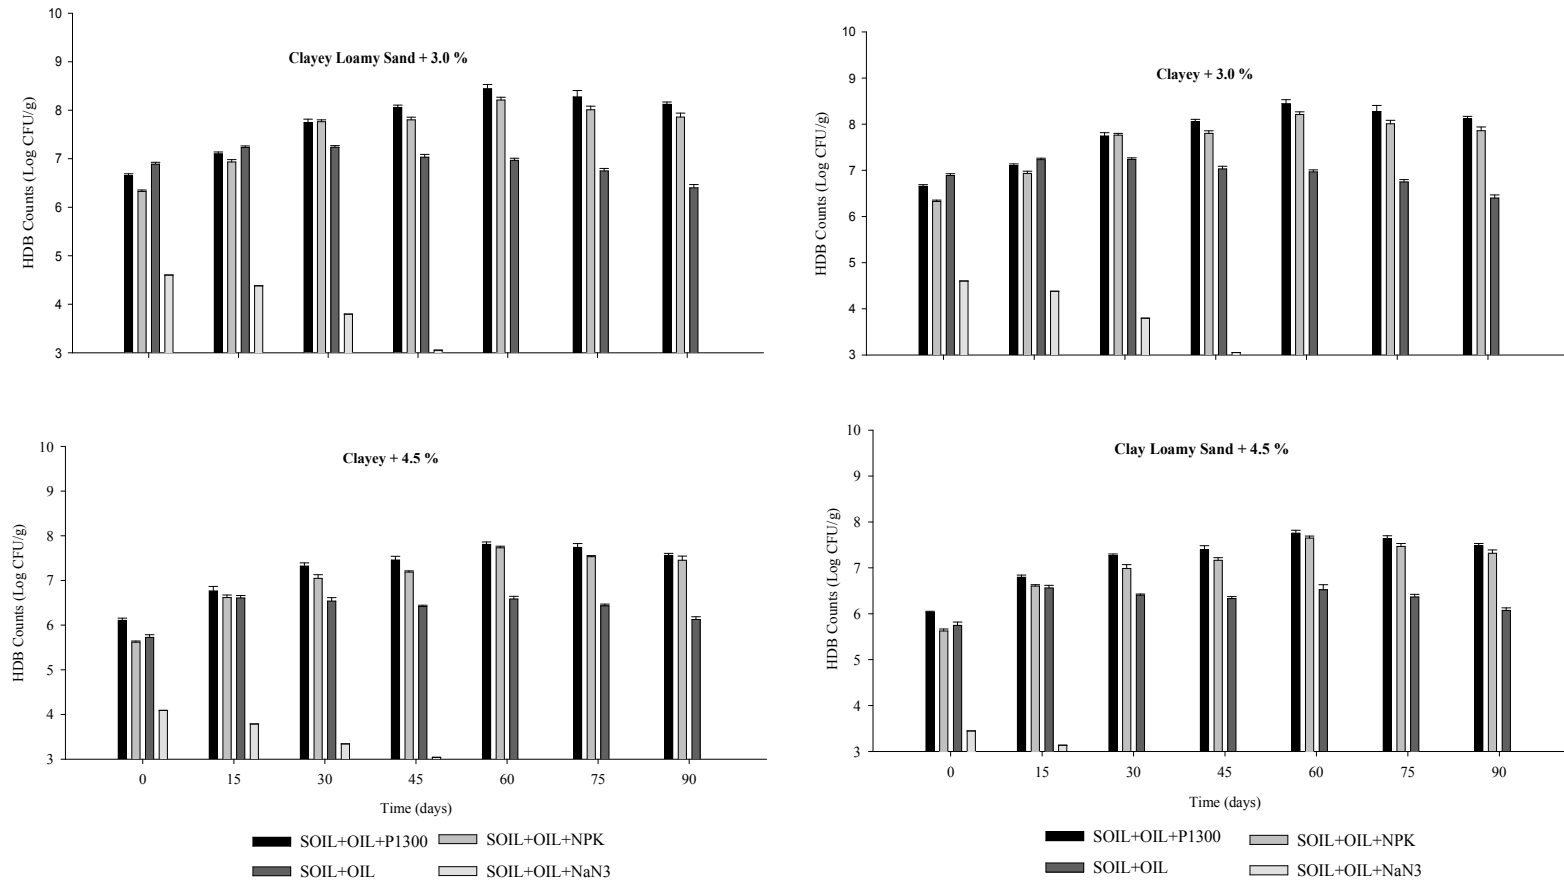 Clayey Loamy Sand + 3.0 %
HDB Counts (Log CFU/g)
10
9
8
7
6
5
4
3
Clayey + 3.0 %
HDB Counts (Log CFU/g)
10
9
8
7
6
5
4
3
Clayey + 4.5 %
HDB Counts (Log CFU/g)
10
9
8
7
6
5
4
3
0 15 30 45 60 75 90
Time (days)
SOIL+OIL+P1300 SOIL+OIL+NPK
SOIL+OIL SOIL+OIL+NaN3
Clay Loamy Sand + 4.5 %
HDB Counts (Log CFU/g)
10
9
8
7
6
5
4
3
0 15 30 45 60 75 90
Time (days)
SOIL+OIL+P1300 SOIL+OIL+NPK
SOIL+OIL SOIL+OIL+NaN3